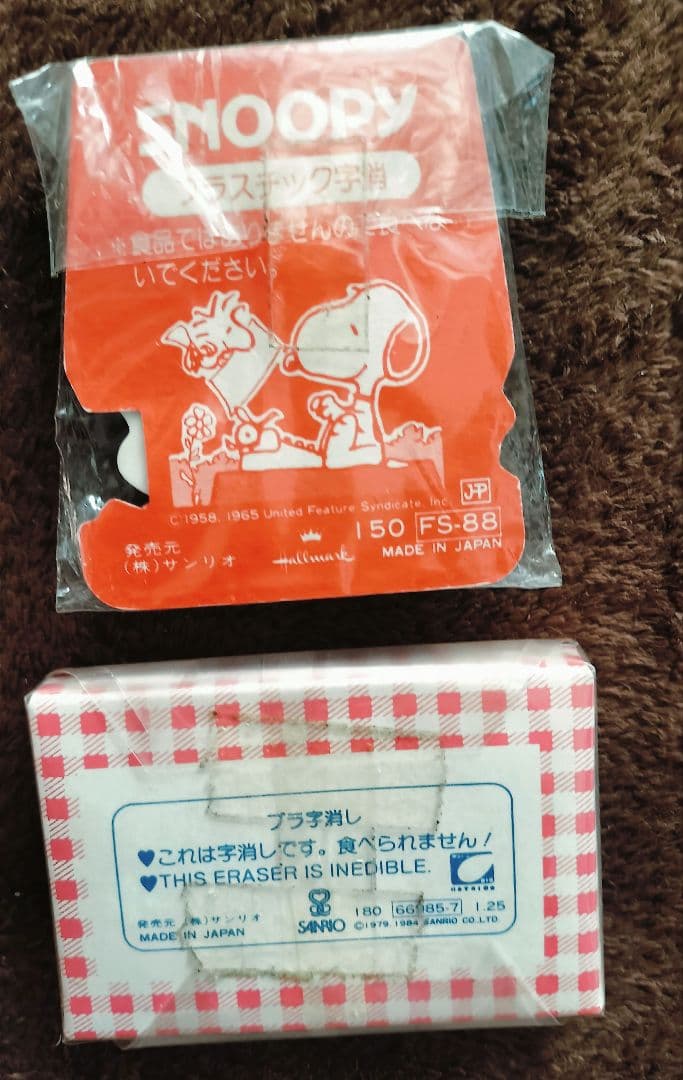 SNOOPY
プラスチック字消
※食品ではありませんので食べな
いでください。
J-P
©1958, 1965 United Feature Syndicate, Inc.
150 FS-88
発売元
(株)サンリオ
Hallmark
MADE IN JAPAN
プラ字消し
♥これは字消しです。食べられません!
♥THIS ERASER IS INEDIBLE.
発売元 (株)サンリオ
MADE IN JAPAN
SANRIO
180 66985-7 1.25
©1979, 1984 SANRIO CO.,LTD.